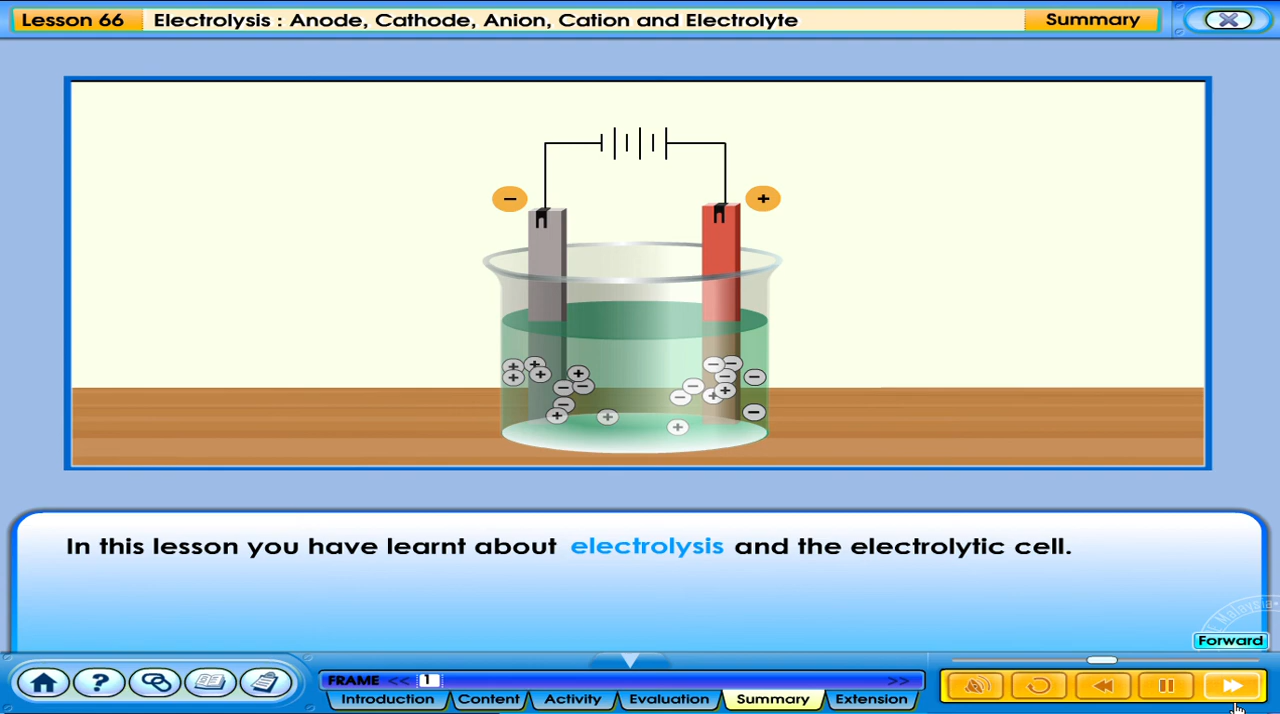 Lesson 66
Electrolysis : Anode, Cathode, Anion, Cation and Electrolyte
Summary
− +
In this lesson you have learnt about electrolysis and the electrolytic cell.
Malaysia
Forward
FRAME << 1 >>
Introduction Content Activity Evaluation Summary Extension